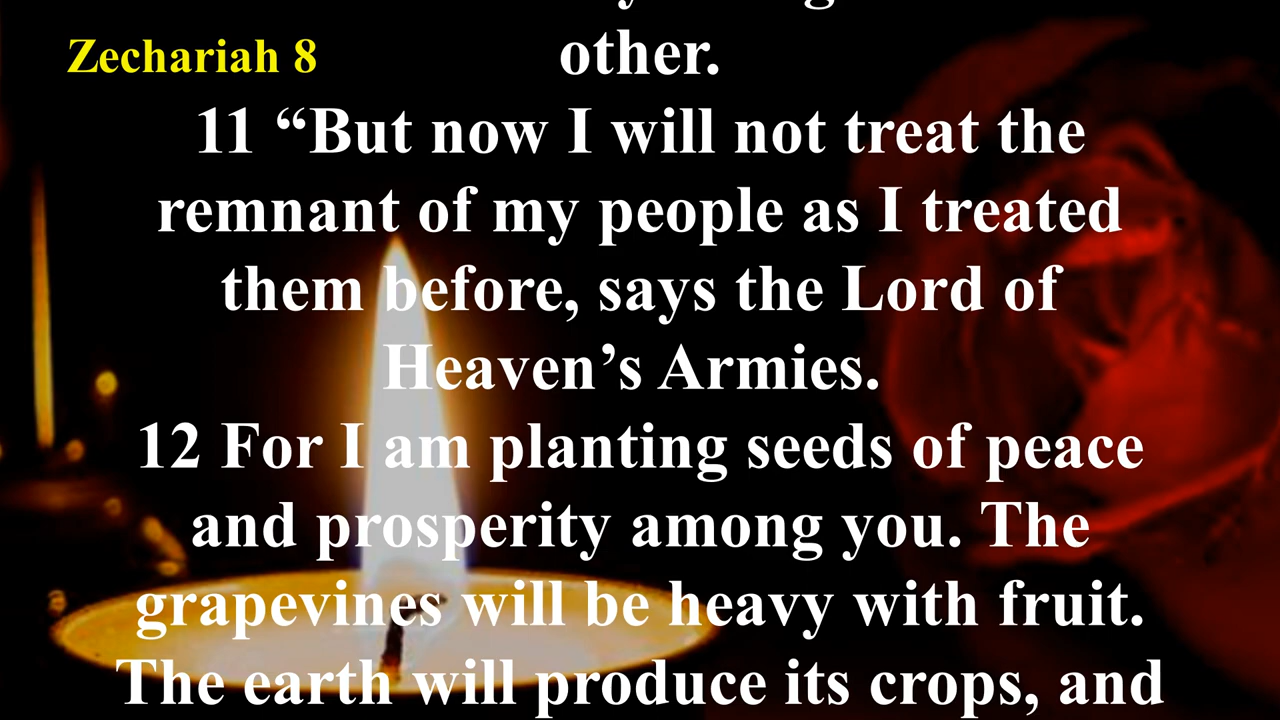 Zechariah 8
other.
11 “But now I will not treat the
remnant of my people as I treated
them before, says the Lord of
Heaven’s Armies.
12 For I am planting seeds of peace
and prosperity among you. The
grapevines will be heavy with fruit.
The earth will produce its crops, and